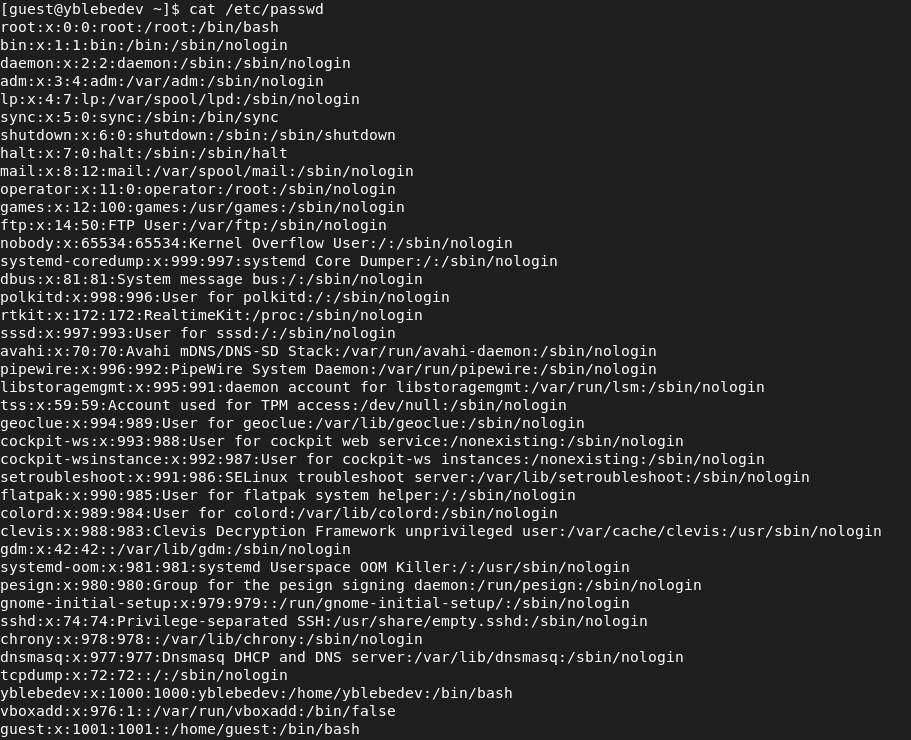 [guest@yblebedev ~]$ cat /etc/passwd
root:x:0:0:root:/root:/bin/bash
bin:x:1:1:bin:/bin:/sbin/nologin
daemon:x:2:2:daemon:/sbin:/sbin/nologin
adm:x:3:4:adm:/var/adm:/sbin/nologin
lp:x:4:7:lp:/var/spool/lpd:/sbin/nologin
sync:x:5:0:sync:/sbin:/bin/sync
shutdown:x:6:0:shutdown:/sbin:/sbin/shutdown
halt:x:7:0:halt:/sbin:/sbin/halt
mail:x:8:12:mail:/var/spool/mail:/sbin/nologin
operator:x:11:0:operator:/root:/sbin/nologin
games:x:12:100:games:/usr/games:/sbin/nologin
ftp:x:14:50:FTP User:/var/ftp:/sbin/nologin
nobody:x:65534:65534:Kernel Overflow User:/:/sbin/nologin
systemd-coredump:x:999:997:systemd Core Dumper:/:/sbin/nologin
dbus:x:81:81:System message bus:/:/sbin/nologin
polkitd:x:998:996:User for polkitd:/:/sbin/nologin
rtkit:x:172:172:RealtimeKit:/proc:/sbin/nologin
sssd:x:997:993:User for sssd:/:/sbin/nologin
avahi:x:70:70:Avahi mDNS/DNS-SD Stack:/var/run/avahi-daemon:/sbin/nologin
pipewire:x:996:992:PipeWire System Daemon:/var/run/pipewire:/sbin/nologin
libstoragemgmt:x:995:991:daemon account for libstoragemgmt:/var/run/lsm:/sbin/nologin
tss:x:59:59:Account used for TPM access:/dev/null:/sbin/nologin
geoclue:x:994:989:User for geoclue:/var/lib/geoclue:/sbin/nologin
cockpit-ws:x:993:988:User for cockpit web service:/nonexisting:/sbin/nologin
cockpit-wsinstance:x:992:987:User for cockpit-ws instances:/nonexisting:/sbin/nologin
setroubleshoot:x:991:986:SELinux troubleshoot server:/var/lib/setroubleshoot:/sbin/nologin
flatpak:x:990:985:User for flatpak system helper:/:/sbin/nologin
colord:x:989:984:User for colord:/var/lib/colord:/sbin/nologin
clevis:x:988:983:Clevis Decryption Framework unprivileged user:/var/cache/clevis:/usr/sbin/nologin
gdm:x:42:42::/var/lib/gdm:/sbin/nologin
systemd-oom:x:981:981:systemd Userspace OOM Killer:/:/usr/sbin/nologin
pesign:x:980:980:Group for the pesign signing daemon:/run/pesign:/sbin/nologin
gnome-initial-setup:x:979:979::/run/gnome-initial-setup/:/sbin/nologin
sshd:x:74:74:Privilege-separated SSH:/usr/share/empty.sshd:/sbin/nologin
chrony:x:978:978::/var/lib/chrony:/sbin/nologin
dnsmasq:x:977:977:Dnsmasq DHCP and DNS server:/var/lib/dnsmasq:/sbin/nologin
tcpdump:x:72:72::/:/sbin/nologin
yblebedev:x:1000:1000:yblebedev:/home/yblebedev:/bin/bash
vboxadd:x:976:1::/var/run/vboxadd:/bin/false
guest:x:1001:1001::/home/guest:/bin/bash